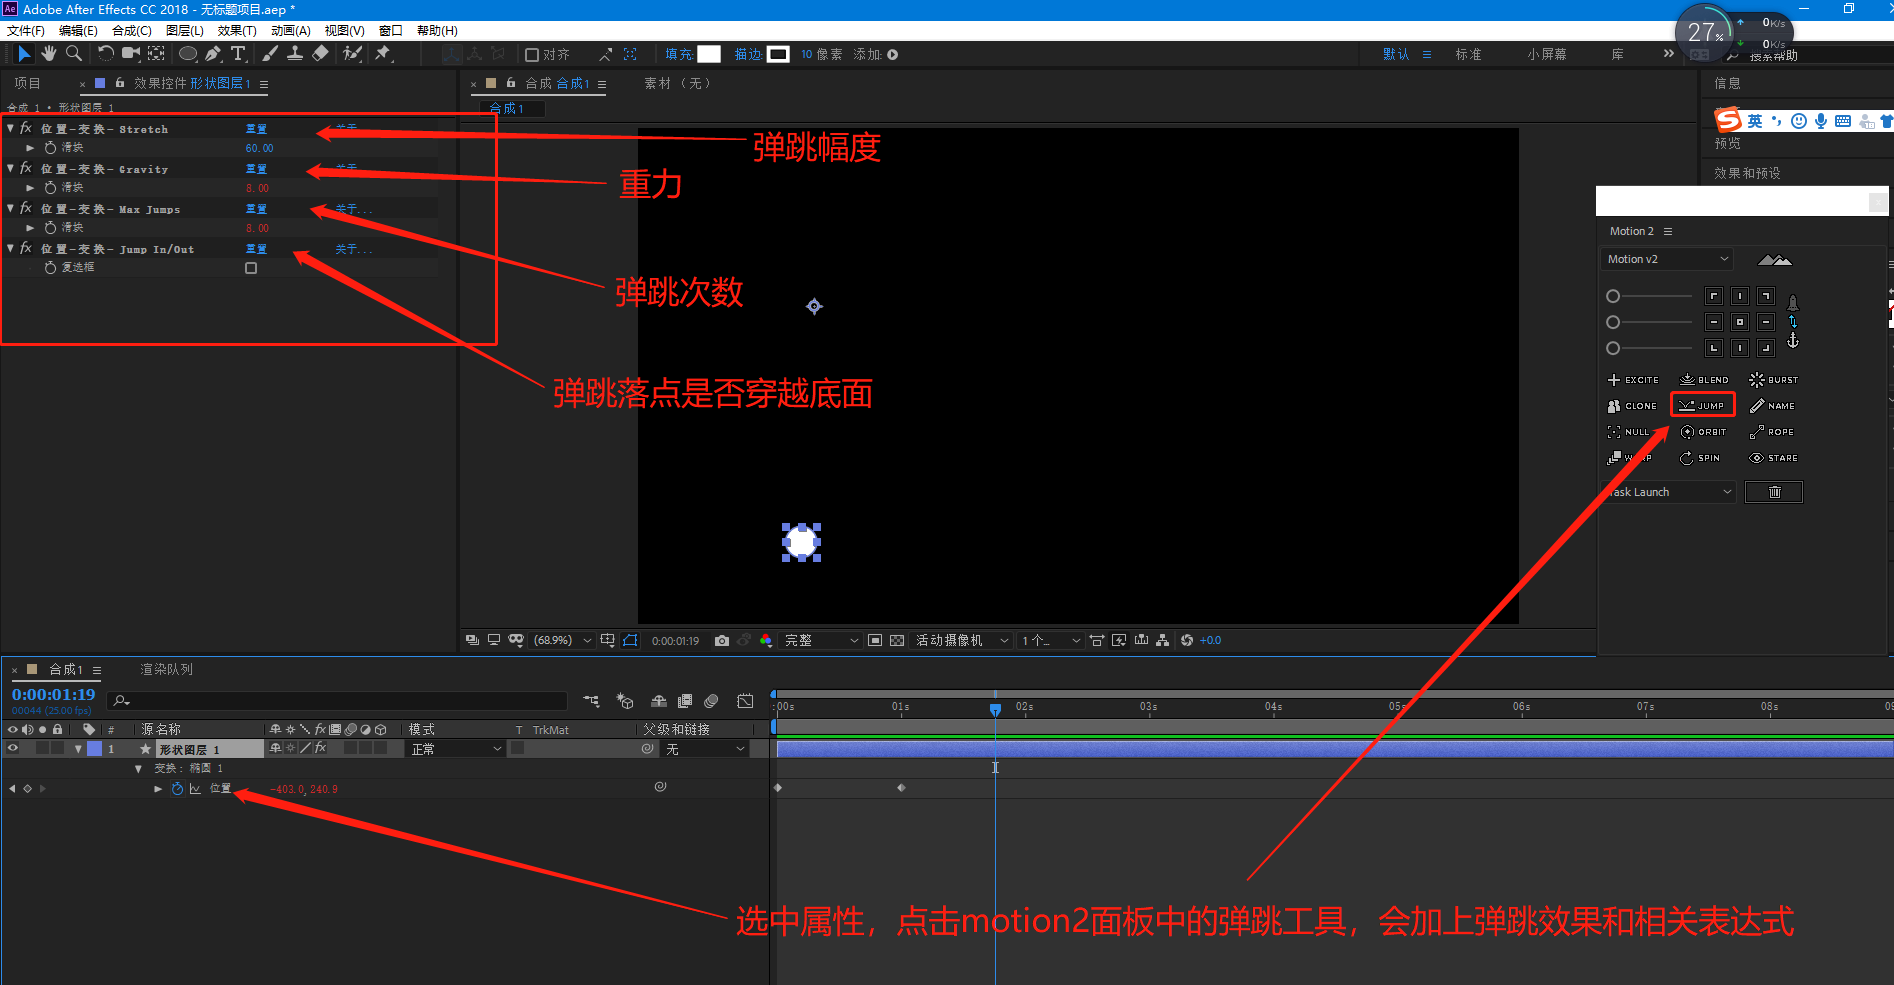 Adobe After Effects CC 2018 - 无标题项目.aep *
文件(F) 编辑(E) 合成(C) 图层(L) 效果(T) 动画(A) 视图(V) 窗口 帮助(H)
27% 0K/s
0K/s
对齐 填充: 描边: 10 像素 添加: 默认 标准 小屏幕 库 搜索帮助
项目 效果控件 形状图层 1 合成 合成1 素材 （无） 信息
合成 1 • 形状图层 1 合成1
英
位置-变换- Stretch 重置 关于...
弹跳幅度
滑块 60.00
预览
位置-变换- Gravity 重置 关于...
重力
效果和预设
滑块 8.00
位置-变换- Max Jumps 重置 关于...
滑块 8.00
Motion 2
位置-变换- Jump In/Out 重置 关于...
Motion v2
复选框
弹跳次数
弹跳落点是否穿越底面
EXCITE BLEND BURST
CLONE JUMP NAME
NULL ORBIT ROPE
WARP SPIN STARE
Task Launch
(68.9%) 0:00:01:19 完整 活动摄像机 1 个... +0.0
合成1 渲染队列
0:00:01:19
00044 (25.00 fps)
:00s 01s 02s 03s 04s 05s 06s 07s 08s 09
# 源名称 模式 T TrkMat 父级和链接
1 形状图层 1 正常 无
变换: 椭圆 1
位置 -403.0, 240.9
选中属性，点击motion2面板中的弹跳工具，会加上弹跳效果和相关表达式